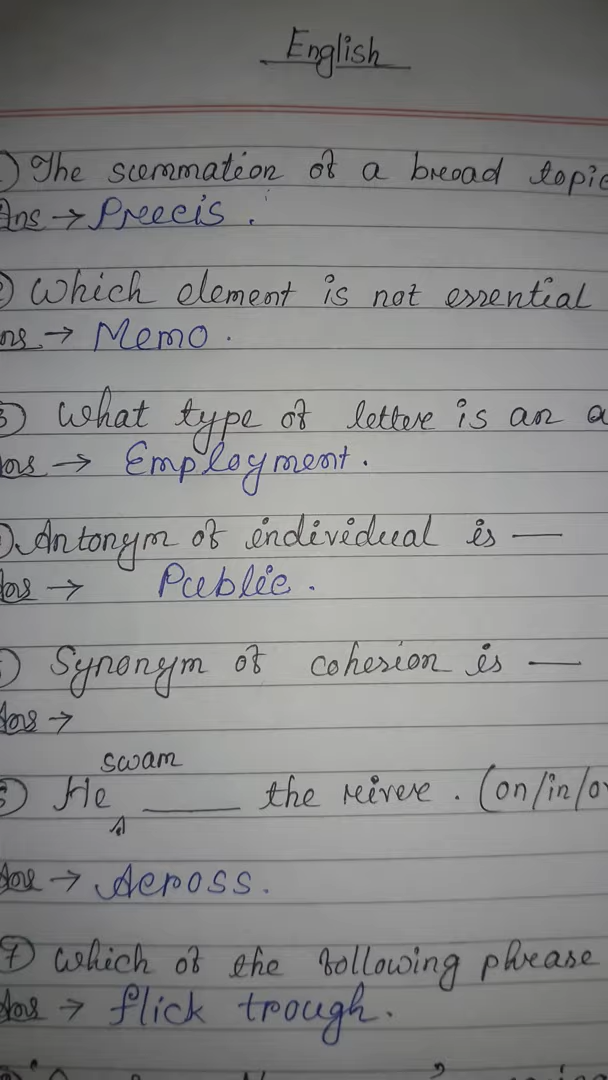 English
The summation of a broad topic
Ans → Precis.
Which element is not essential
Ans → Memo.
3) What type of letter is an a
Ans → Employment.
Antonym of individual is —
Ans → Public.
Synonym of cohesion is —
Ans →
swam
He ____ the river. (on/in/ov
Ans → Across.
7) Which of the following phrase
Ans → flick trough.